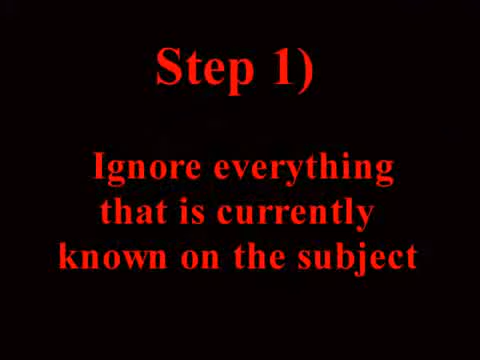 Step 1)
Ignore everything
that is currently
known on the subject